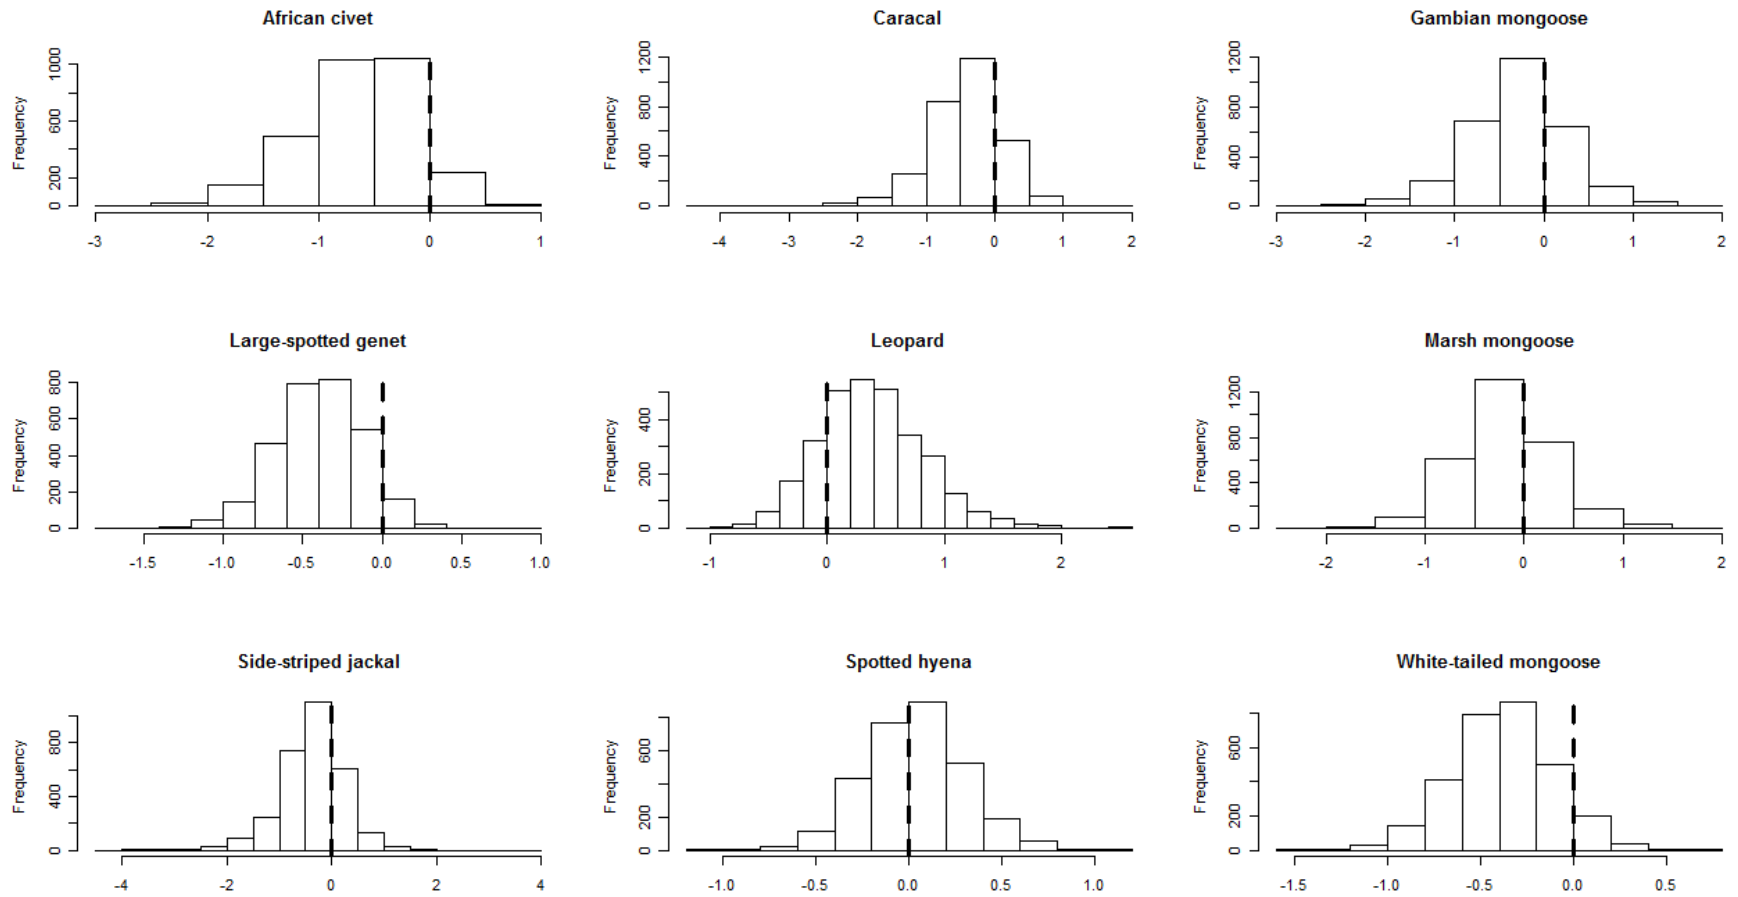 African civet
Caracal
Gambian mongoose
Frequency
0 200 600 1000
-3 -2 -1 0 1
Frequency
0 400 800 1200
-4 -3 -2 -1 0 1 2
Frequency
0 400 800 1200
-3 -2 -1 0 1 2
Large-spotted genet
Leopard
Marsh mongoose
Frequency
0 200 400 600 800
-1.5 -1.0 -0.5 0.0 0.5 1.0
Frequency
0 200 400
-1 0 1 2
Frequency
0 400 800 1200
-2 -1 0 1 2
Side-striped jackal
Spotted hyena
White-tailed mongoose
Frequency
0 400 800
-4 -2 0 2 4
Frequency
0 200 600
-1.0 -0.5 0.0 0.5 1.0
Frequency
0 200 600
-1.5 -1.0 -0.5 0.0 0.5